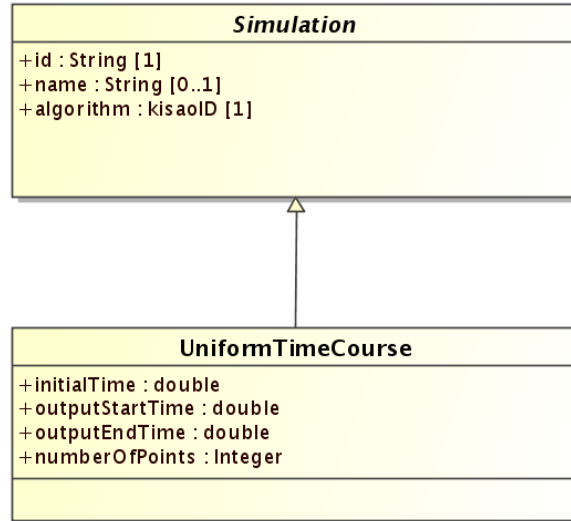 Simulation
+id : String [1]
+name : String [0..1]
+algorithm : kisaoID [1]
UniformTimeCourse
+initialTime : double
+outputStartTime : double
+outputEndTime : double
+numberOfPoints : Integer